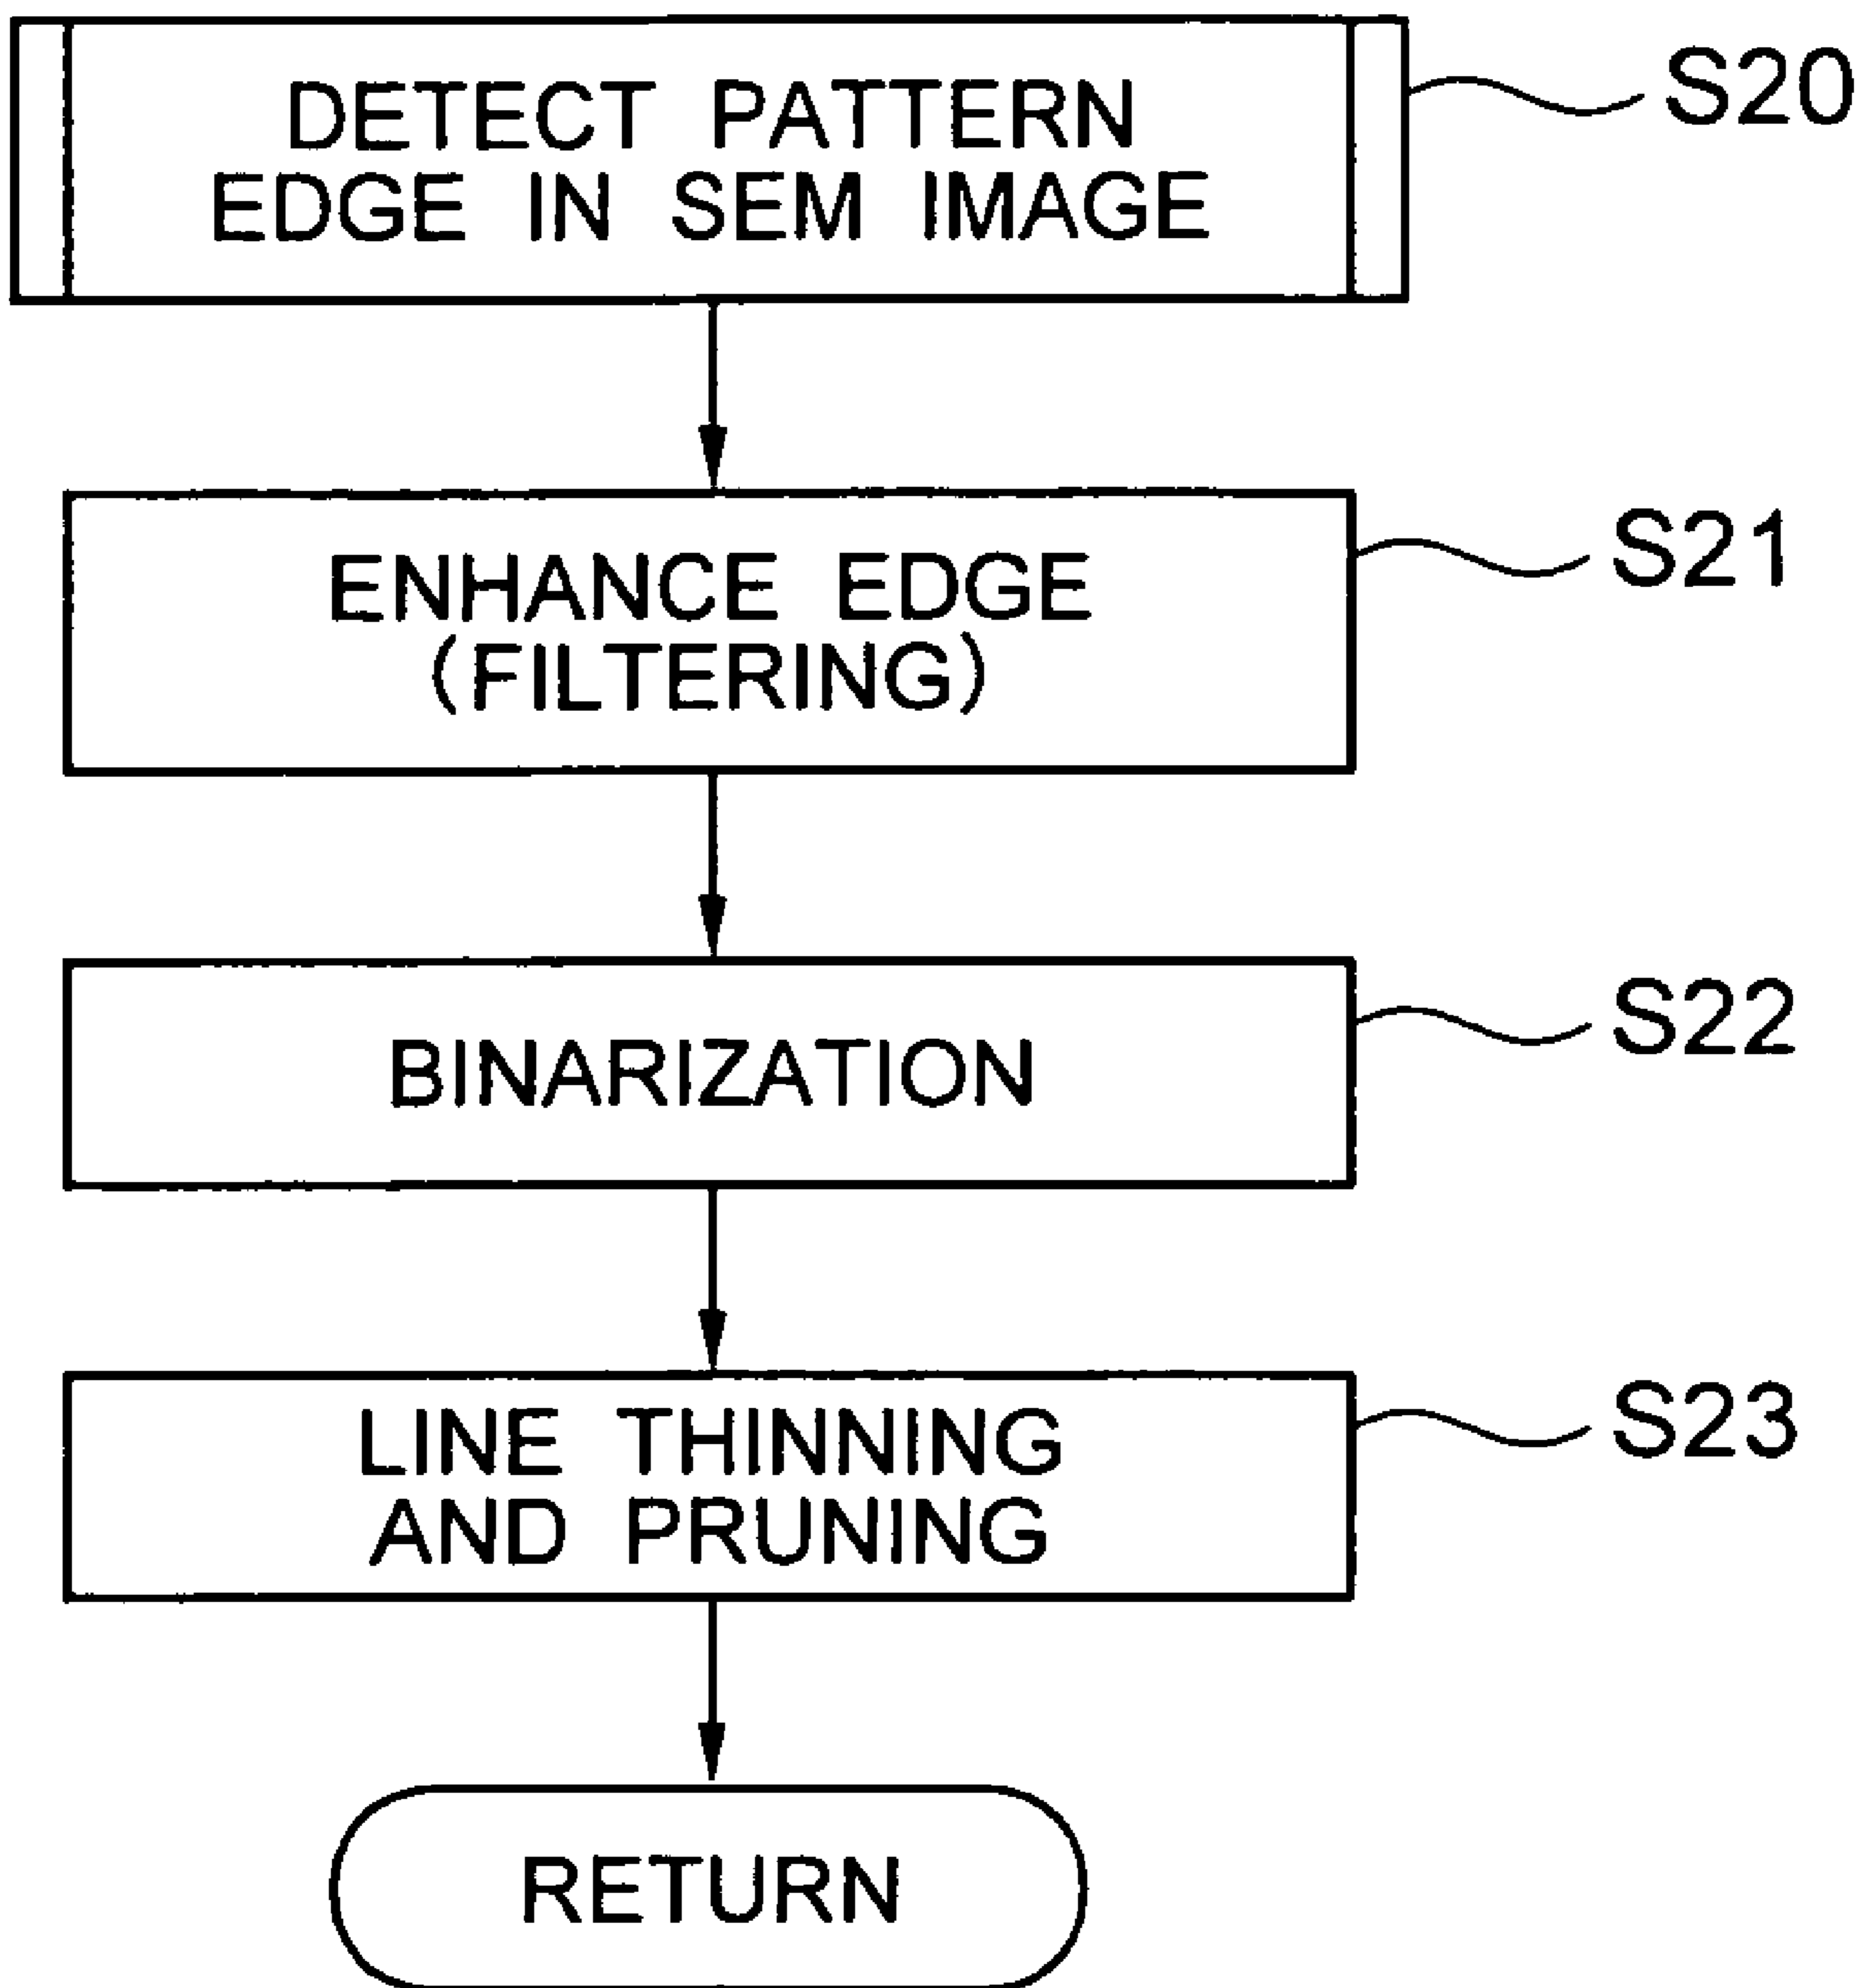 DETECT PATTERN
EDGE IN SEM IMAGE
S20
ENHANCE EDGE
(FILTERING)
S21
BINARIZATION
S22
LINE THINNING
AND PRUNING
S23
RETURN